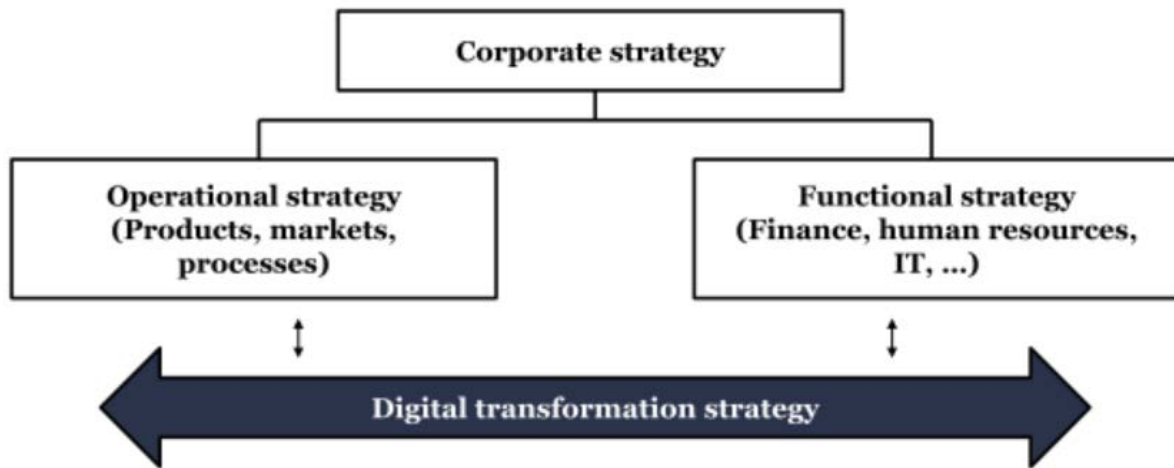 Corporate strategy
Operational strategy
(Products, markets,
processes)
Functional strategy
(Finance, human resources,
IT, ...)
Digital transformation strategy